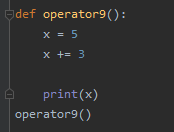 def operator9():
    x = 5
    x += 3

    print(x)
operator9()